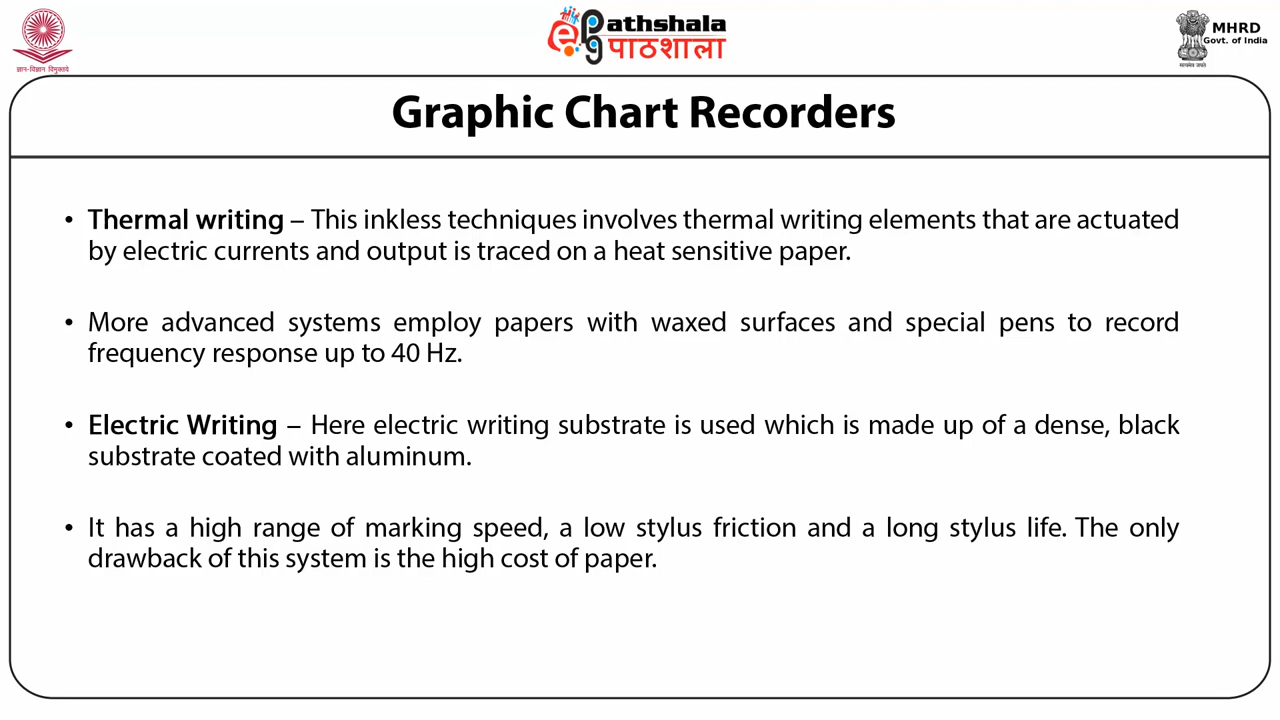 ज्ञान-विज्ञान विमुक्तये
ePathshala
पाठशाला
MHRD
Govt. of India
सत्यमेव जयते
Graphic Chart Recorders
• Thermal writing – This inkless techniques involves thermal writing elements that are actuated
by electric currents and output is traced on a heat sensitive paper.
• More advanced systems employ papers with waxed surfaces and special pens to record
frequency response up to 40 Hz.
• Electric Writing – Here electric writing substrate is used which is made up of a dense, black
substrate coated with aluminum.
• It has a high range of marking speed, a low stylus friction and a long stylus life. The only
drawback of this system is the high cost of paper.